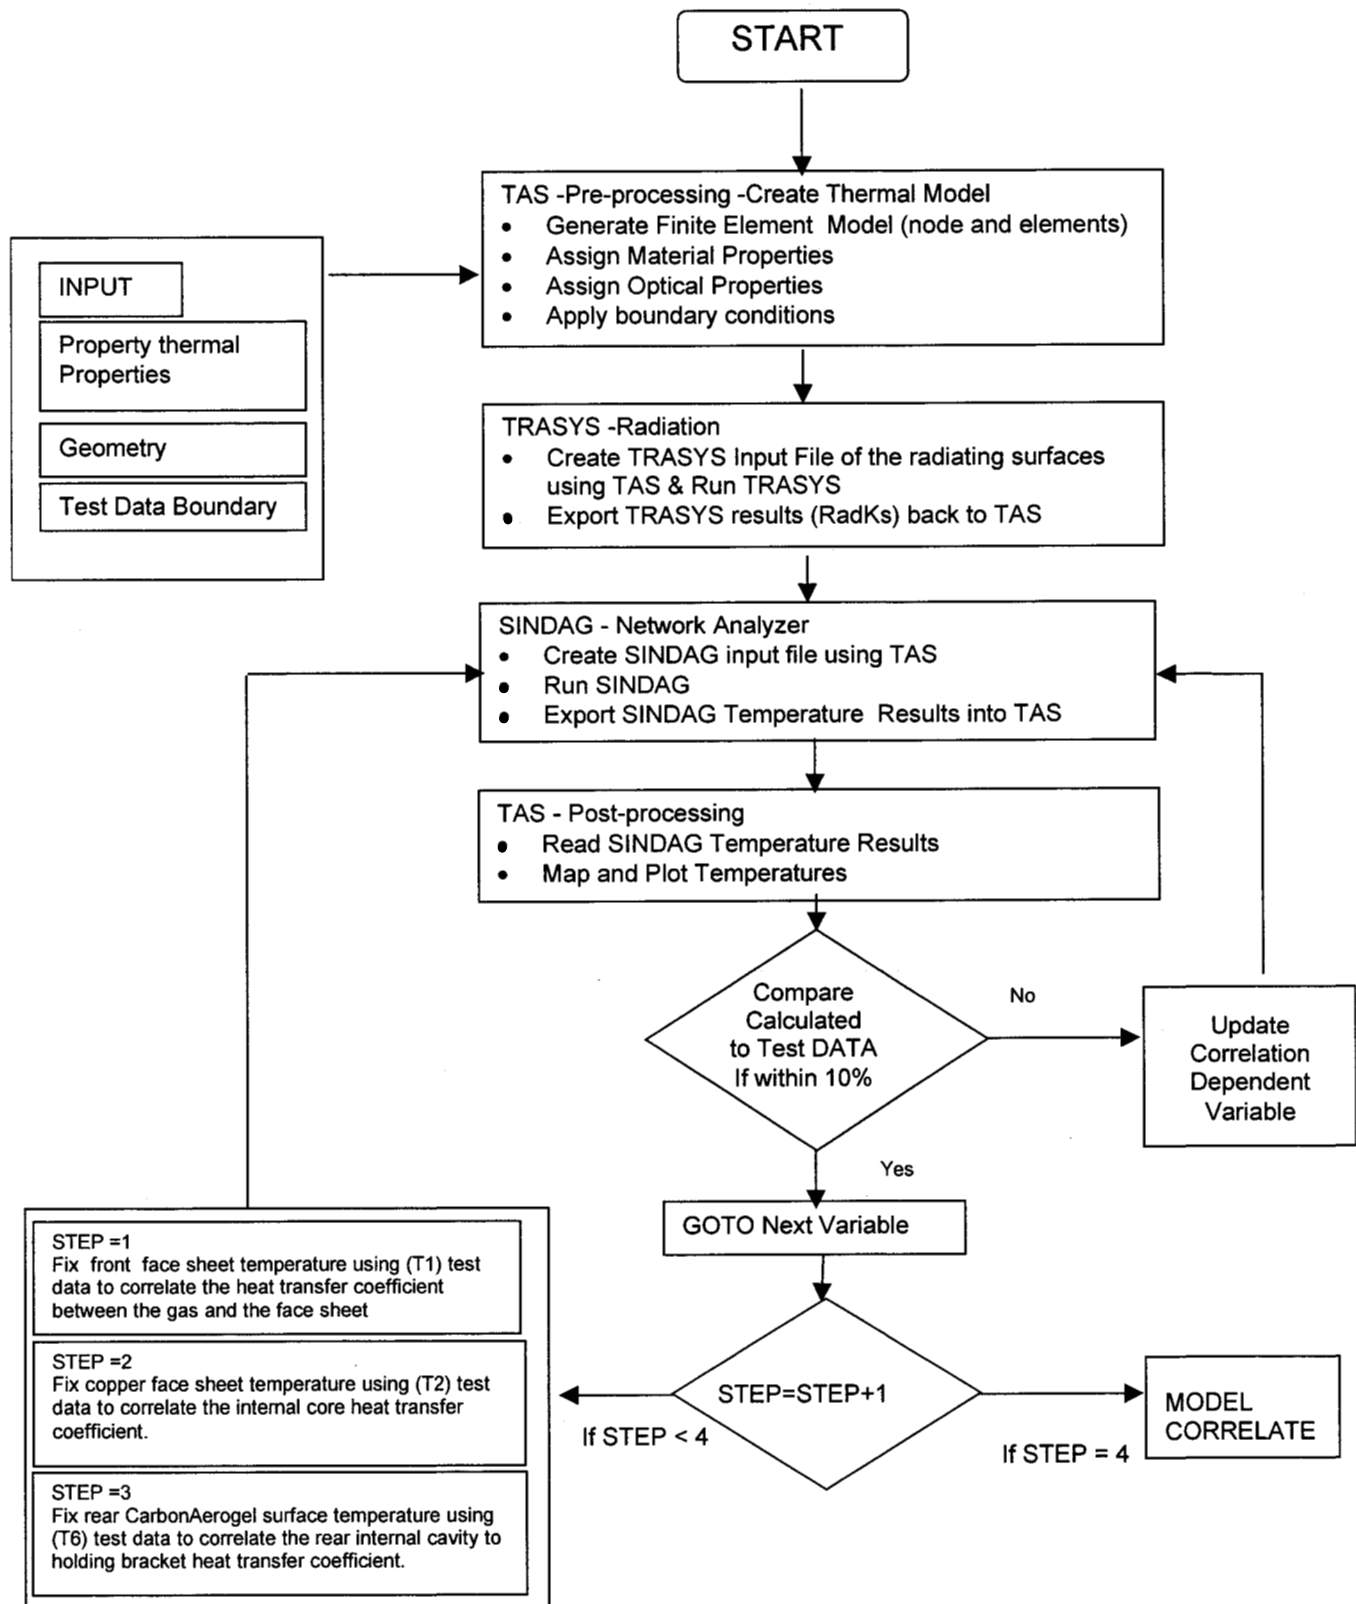 START
TAS -Pre-processing -Create Thermal Model
• Generate Finite Element Model (node and elements)
• Assign Material Properties
• Assign Optical Properties
• Apply boundary conditions
INPUT
Property thermal
Properties
Geometry
Test Data Boundary
TRASYS -Radiation
• Create TRASYS Input File of the radiating surfaces
using TAS & Run TRASYS
• Export TRASYS results (RadKs) back to TAS
SINDAG - Network Analyzer
• Create SINDAG input file using TAS
• Run SINDAG
• Export SINDAG Temperature Results into TAS
TAS - Post-processing
• Read SINDAG Temperature Results
• Map and Plot Temperatures
Compare
Calculated
to Test DATA
If within 10%
No
Update
Correlation
Dependent
Variable
Yes
GOTO Next Variable
STEP =1
Fix front face sheet temperature using (T1) test
data to correlate the heat transfer coefficient
between the gas and the face sheet
STEP =2
Fix copper face sheet temperature using (T2) test
data to correlate the internal core heat transfer
coefficient.
STEP =3
Fix rear CarbonAerogel surface temperature using
(T6) test data to correlate the rear internal cavity to
holding bracket heat transfer coefficient.
STEP=STEP+1
If STEP < 4
If STEP = 4
MODEL
CORRELATE